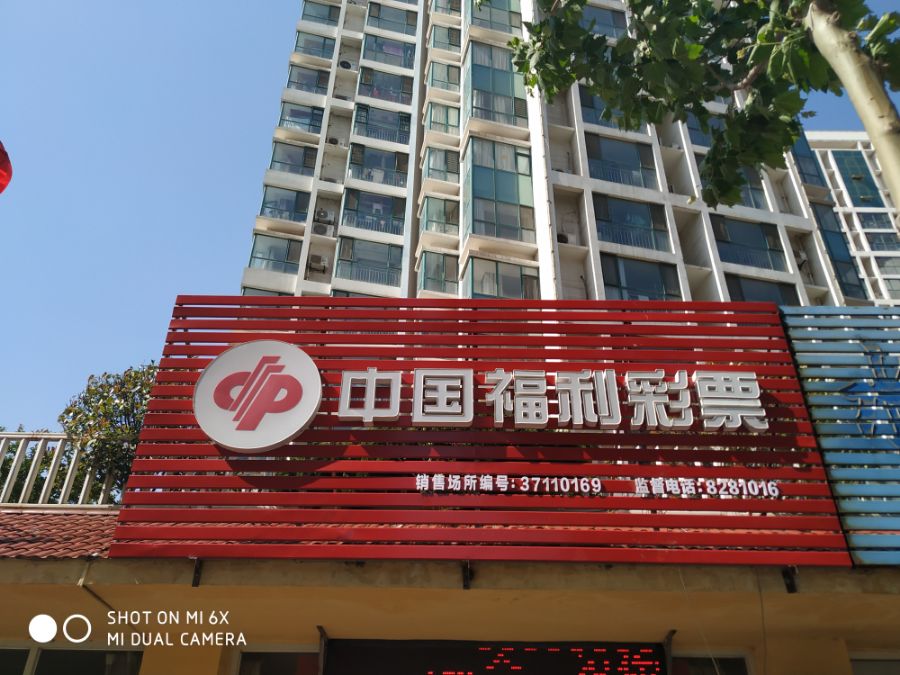 中国福利彩票
销售场所编号:37110169 监督电话:8281016
SHOT ON MI 6X
MI DUAL CAMERA